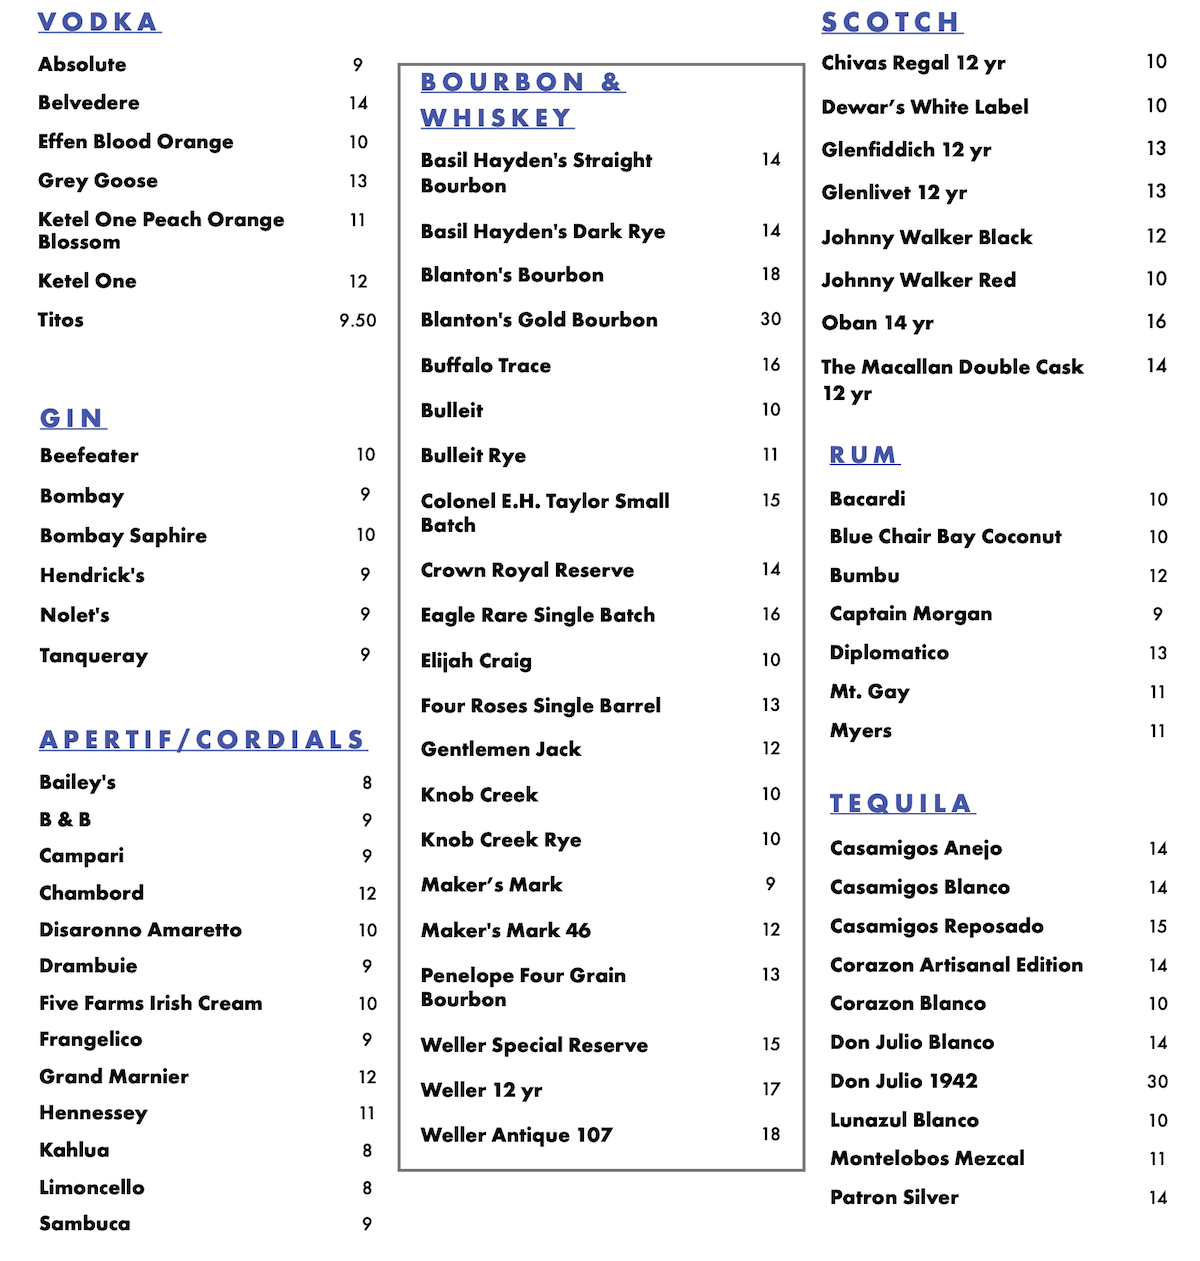 VODKA
Absolute 9
Belvedere 14
Effen Blood Orange 10
Grey Goose 13
Ketel One Peach Orange 11
Blossom
Ketel One 12
Titos 9.50
GIN
Beefeater 10
Bombay 9
Bombay Saphire 10
Hendrick's 9
Nolet's 9
Tanqueray 9
APERTIF/CORDIALS
Bailey's 8
B & B 9
Campari 9
Chambord 12
Disaronno Amaretto 10
Drambuie 9
Five Farms Irish Cream 10
Frangelico 9
Grand Marnier 12
Hennessey 11
Kahlua 8
Limoncello 8
Sambuca 9
BOURBON &
WHISKEY
Basil Hayden's Straight 14
Bourbon
Basil Hayden's Dark Rye 14
Blanton's Bourbon 18
Blanton's Gold Bourbon 30
Buffalo Trace 16
Bulleit 10
Bulleit Rye 11
Colonel E.H. Taylor Small 15
Batch
Crown Royal Reserve 14
Eagle Rare Single Batch 16
Elijah Craig 10
Four Roses Single Barrel 13
Gentlemen Jack 12
Knob Creek 10
Knob Creek Rye 10
Maker’s Mark 9
Maker's Mark 46 12
Penelope Four Grain 13
Bourbon
Weller Special Reserve 15
Weller 12 yr 17
Weller Antique 107 18
SCOTCH
Chivas Regal 12 yr 10
Dewar’s White Label 10
Glenfiddich 12 yr 13
Glenlivet 12 yr 13
Johnny Walker Black 12
Johnny Walker Red 10
Oban 14 yr 16
The Macallan Double Cask 14
12 yr
RUM
Bacardi 10
Blue Chair Bay Coconut 10
Bumbu 12
Captain Morgan 9
Diplomatico 13
Mt. Gay 11
Myers 11
TEQUILA
Casamigos Anejo 14
Casamigos Blanco 14
Casamigos Reposado 15
Corazon Artisanal Edition 14
Corazon Blanco 10
Don Julio Blanco 14
Don Julio 1942 30
Lunazul Blanco 10
Montelobos Mezcal 11
Patron Silver 14